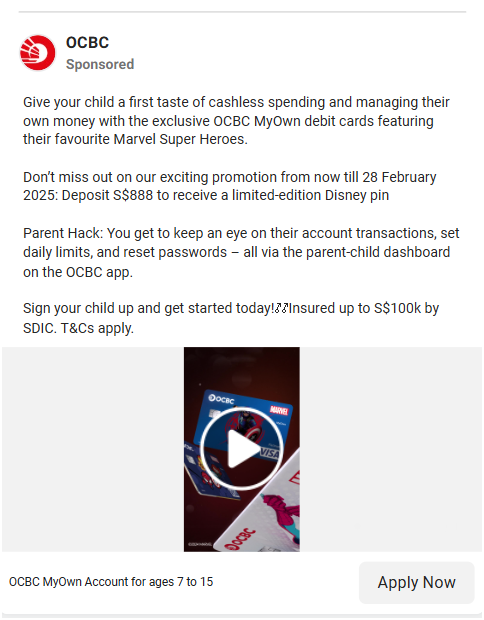 OCBC
Sponsored
Give your child a first taste of cashless spending and managing their
own money with the exclusive OCBC MyOwn debit cards featuring
their favourite Marvel Super Heroes.
Don't miss out on our exciting promotion from now till 28 February
2025: Deposit S$888 to receive a limited-edition Disney pin
Parent Hack: You get to keep an eye on their account transactions, set
daily limits, and reset passwords – all via the parent-child dashboard
on the OCBC app.
Sign your child up and get started today!⁇Insured up to S$100k by
SDIC. T&Cs apply.
OCBC
MARVEL
VISA
OCBC
OCBC MyOwn Account for ages 7 to 15
Apply Now